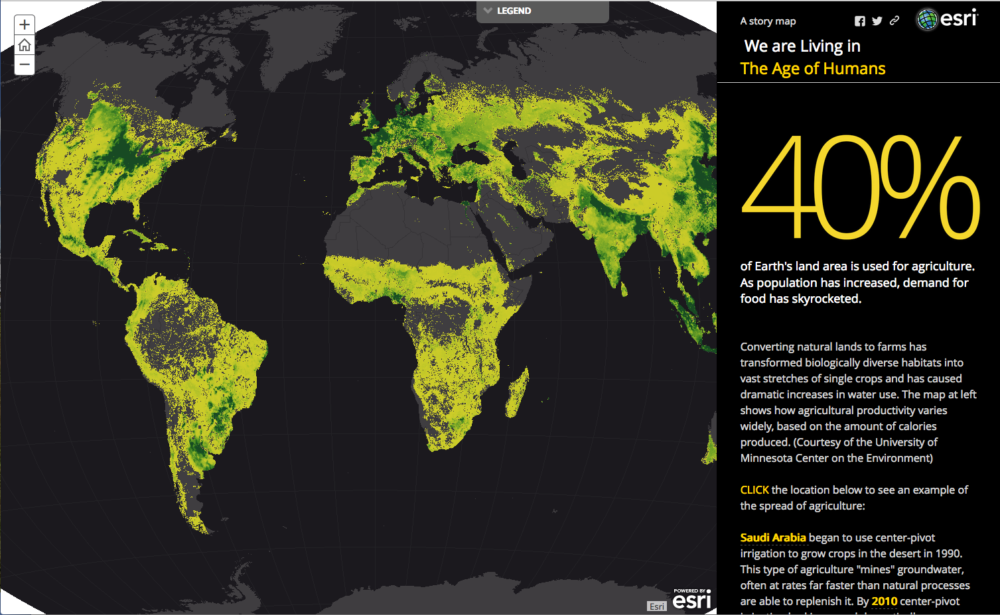 LEGEND
A story map
esri
We are Living in
The Age of Humans
40%
of Earth's land area is used for agriculture.
As population has increased, demand for
food has skyrocketed.
Converting natural lands to farms has
transformed biologically diverse habitats into
vast stretches of single crops and has caused
dramatic increases in water use. The map at left
shows how agricultural productivity varies
widely, based on the amount of calories
produced. (Courtesy of the University of
Minnesota Center on the Environment)
CLICK the location below to see an example of
the spread of agriculture:
Saudi Arabia began to use center-pivot
irrigation to grow crops in the desert in 1990.
This type of agriculture "mines" groundwater,
often at rates far faster than natural processes
are able to replenish it. By 2010 center-pivot
POWERED BY
esri
Esri